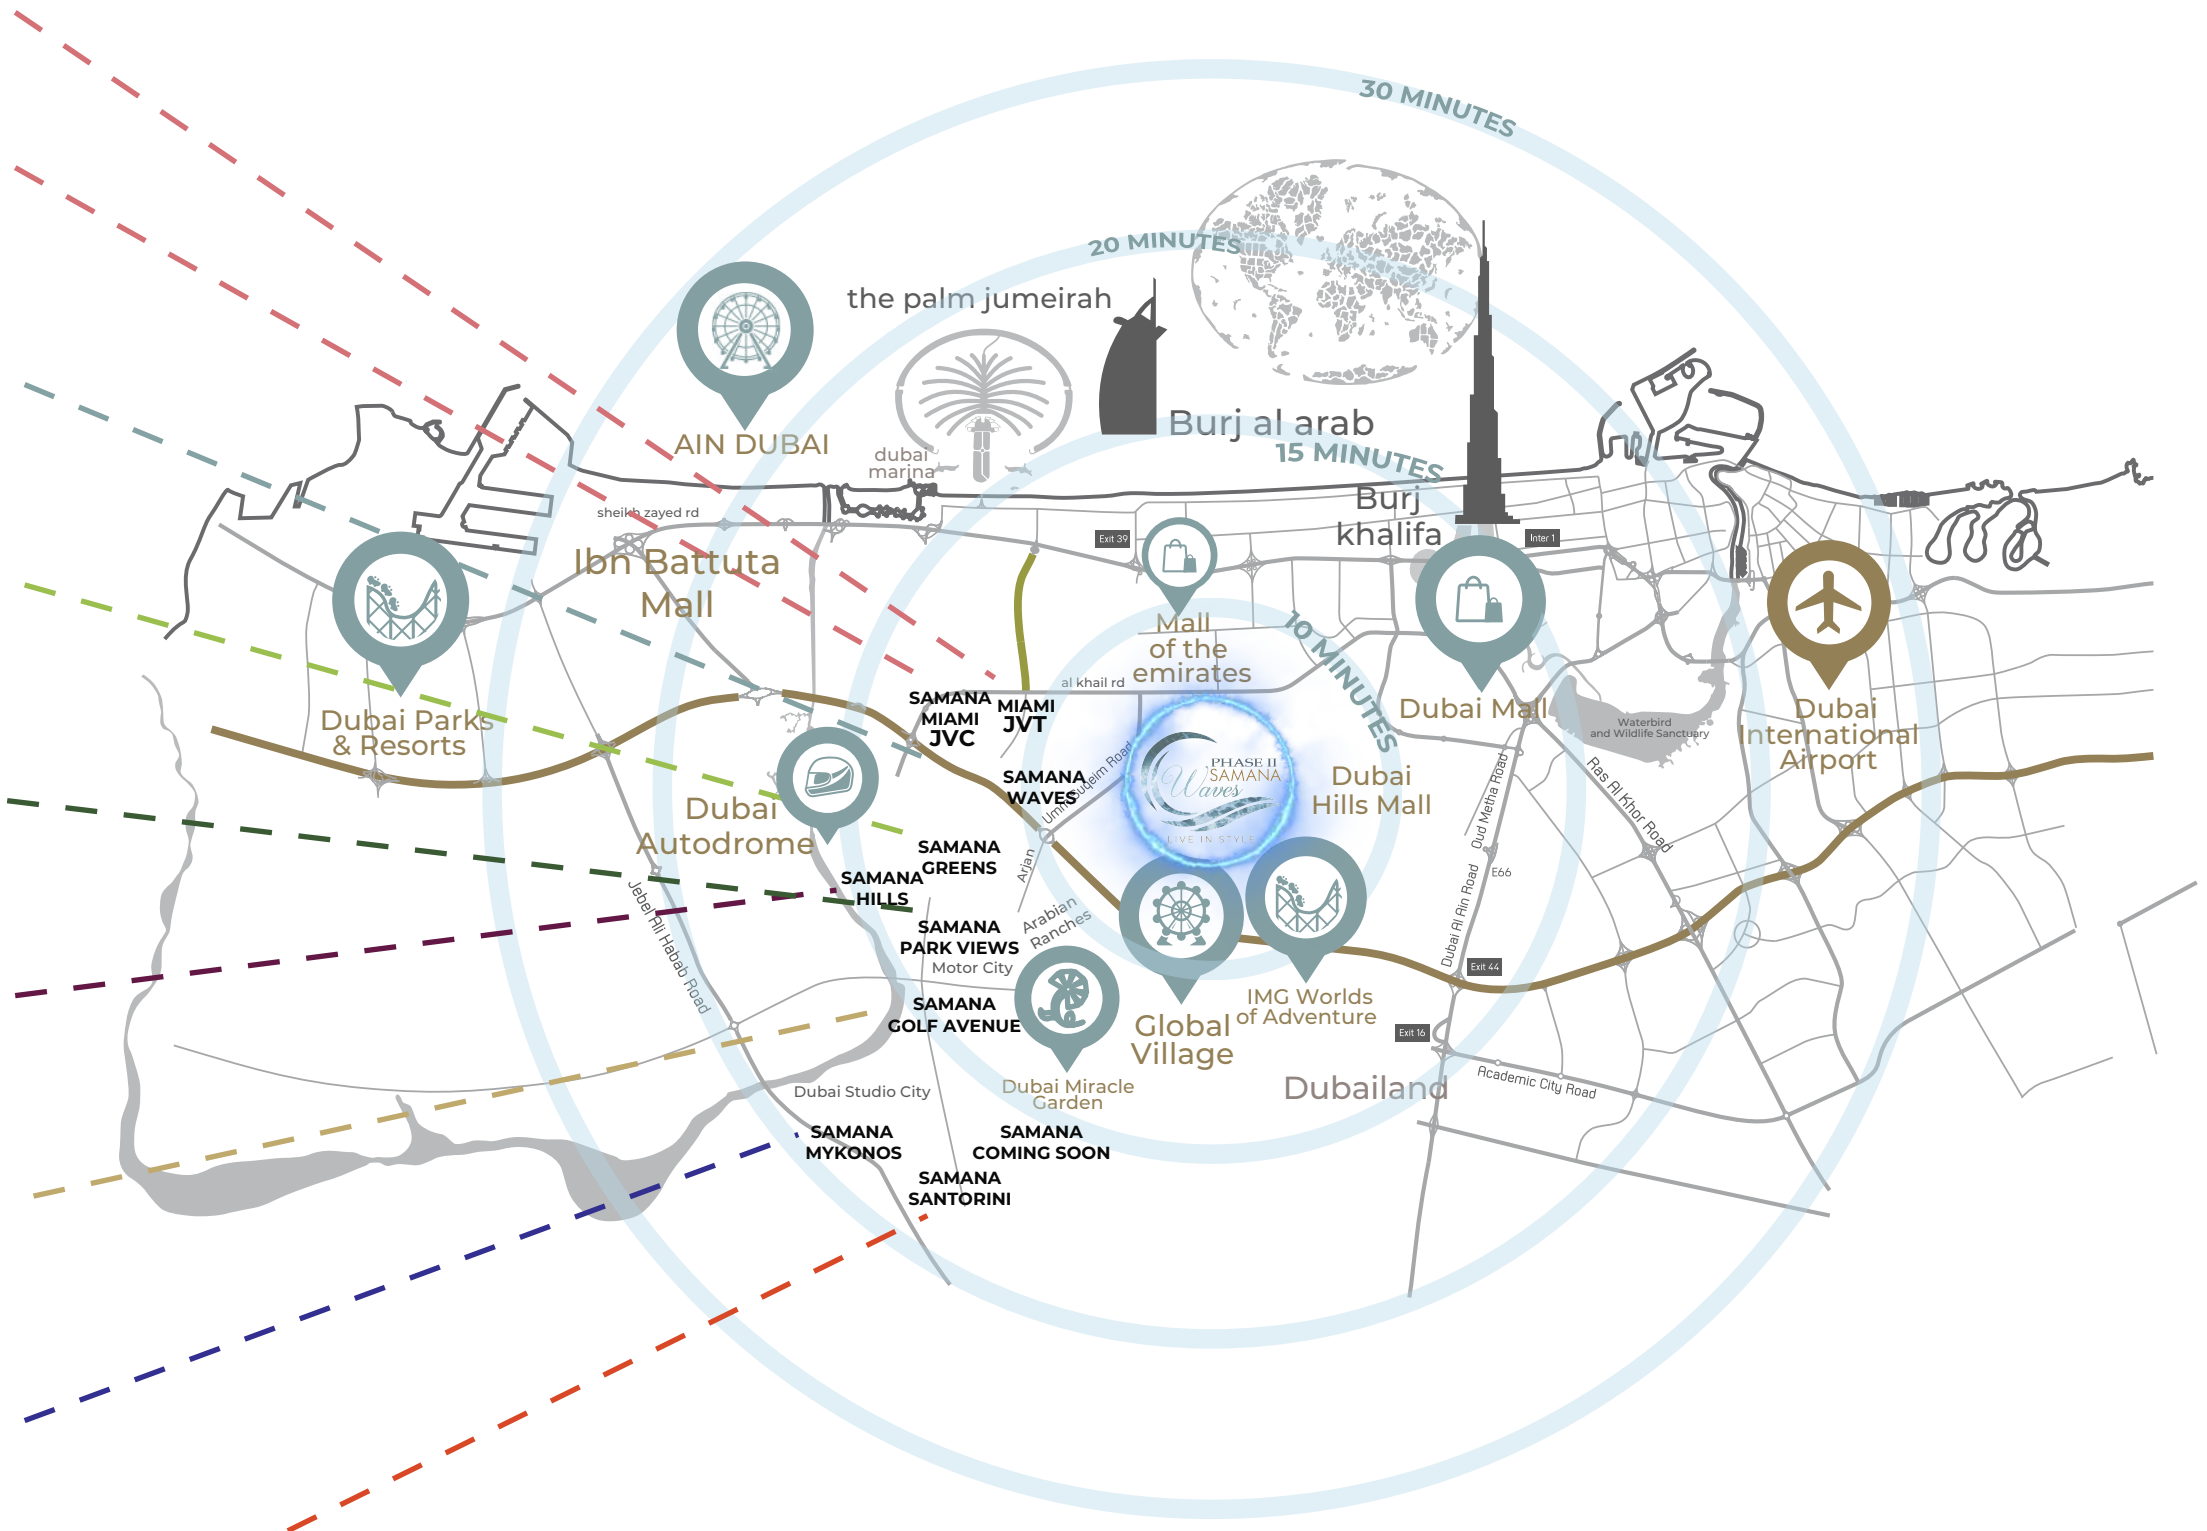 30 MINUTES
20 MINUTES
the palm jumeirah
Burj al arab
AIN DUBAI
15 MINUTES
dubai
marina
Burj
khalifa
sheikh zayed rd
Exit 39
Inter 1
Ibn Battuta
Mall
Mall
of the
emirates
10 MINUTES
al khail rd
SAMANA
MIAMI
JVC
MIAMI
JVT
Dubai Parks
& Resorts
Dubai Mall
Waterbird
and Wildlife Sanctuary
Dubai
International
Airport
PHASE II
SAMANA
Waves
LIVE IN STYLE
Dubai
Hills Mall
SAMANA
WAVES
Umm Suqeim Road
Dubai
Autodrome
Oud Metha Road
Ras Al Khor Road
SAMANA
GREENS
Arjan
E66
SAMANA
HILLS
Jebel Ali Habab Road
Arabian
Ranches
SAMANA
PARK VIEWS
Motor City
Dubai Al Ain Road
Exit 44
SAMANA
GOLF AVENUE
IMG Worlds
of Adventure
Global
Village
Exit 16
Dubai Miracle
Garden
Dubai Studio City
Dubailand
Academic City Road
SAMANA
MYKONOS
SAMANA
COMING SOON
SAMANA
SANTORINI